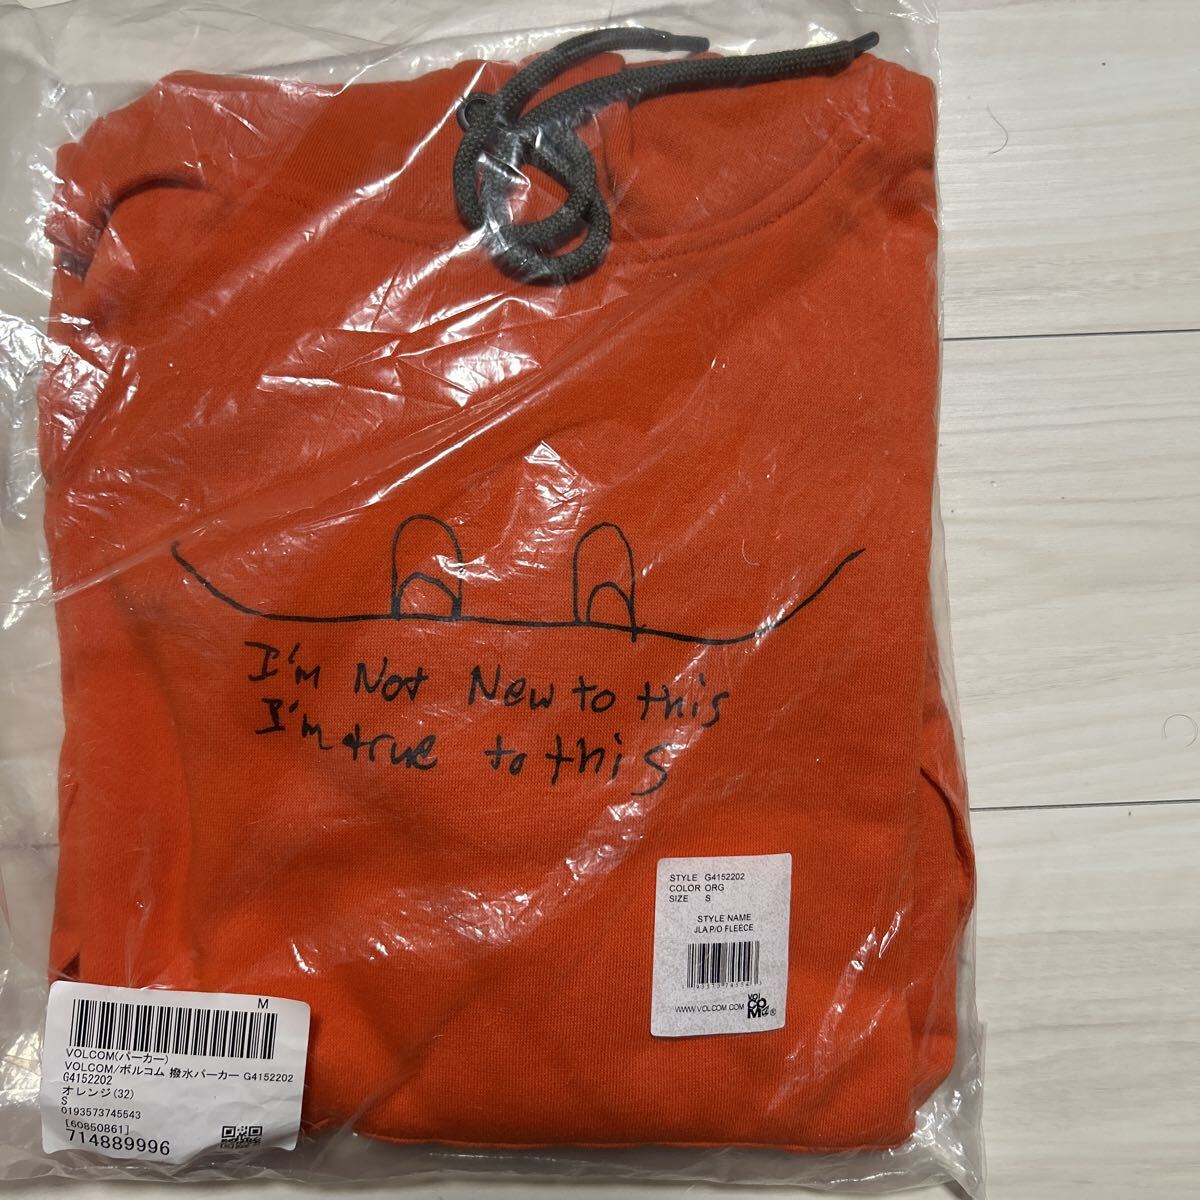 I'm Not New to this
I'm true to this
STYLE G4152202
COLOR ORG
SIZE S
STYLE NAME
JLA P/O FLEECE
WWW.VOLCOM.COM
VOLCOM®
M
VOLCOM(パーカー)
VOLCOM/ボルコム 撥水パーカー G4152202
G4152202
オレンジ(32)
S
0193573745543
[60850861]
714889996